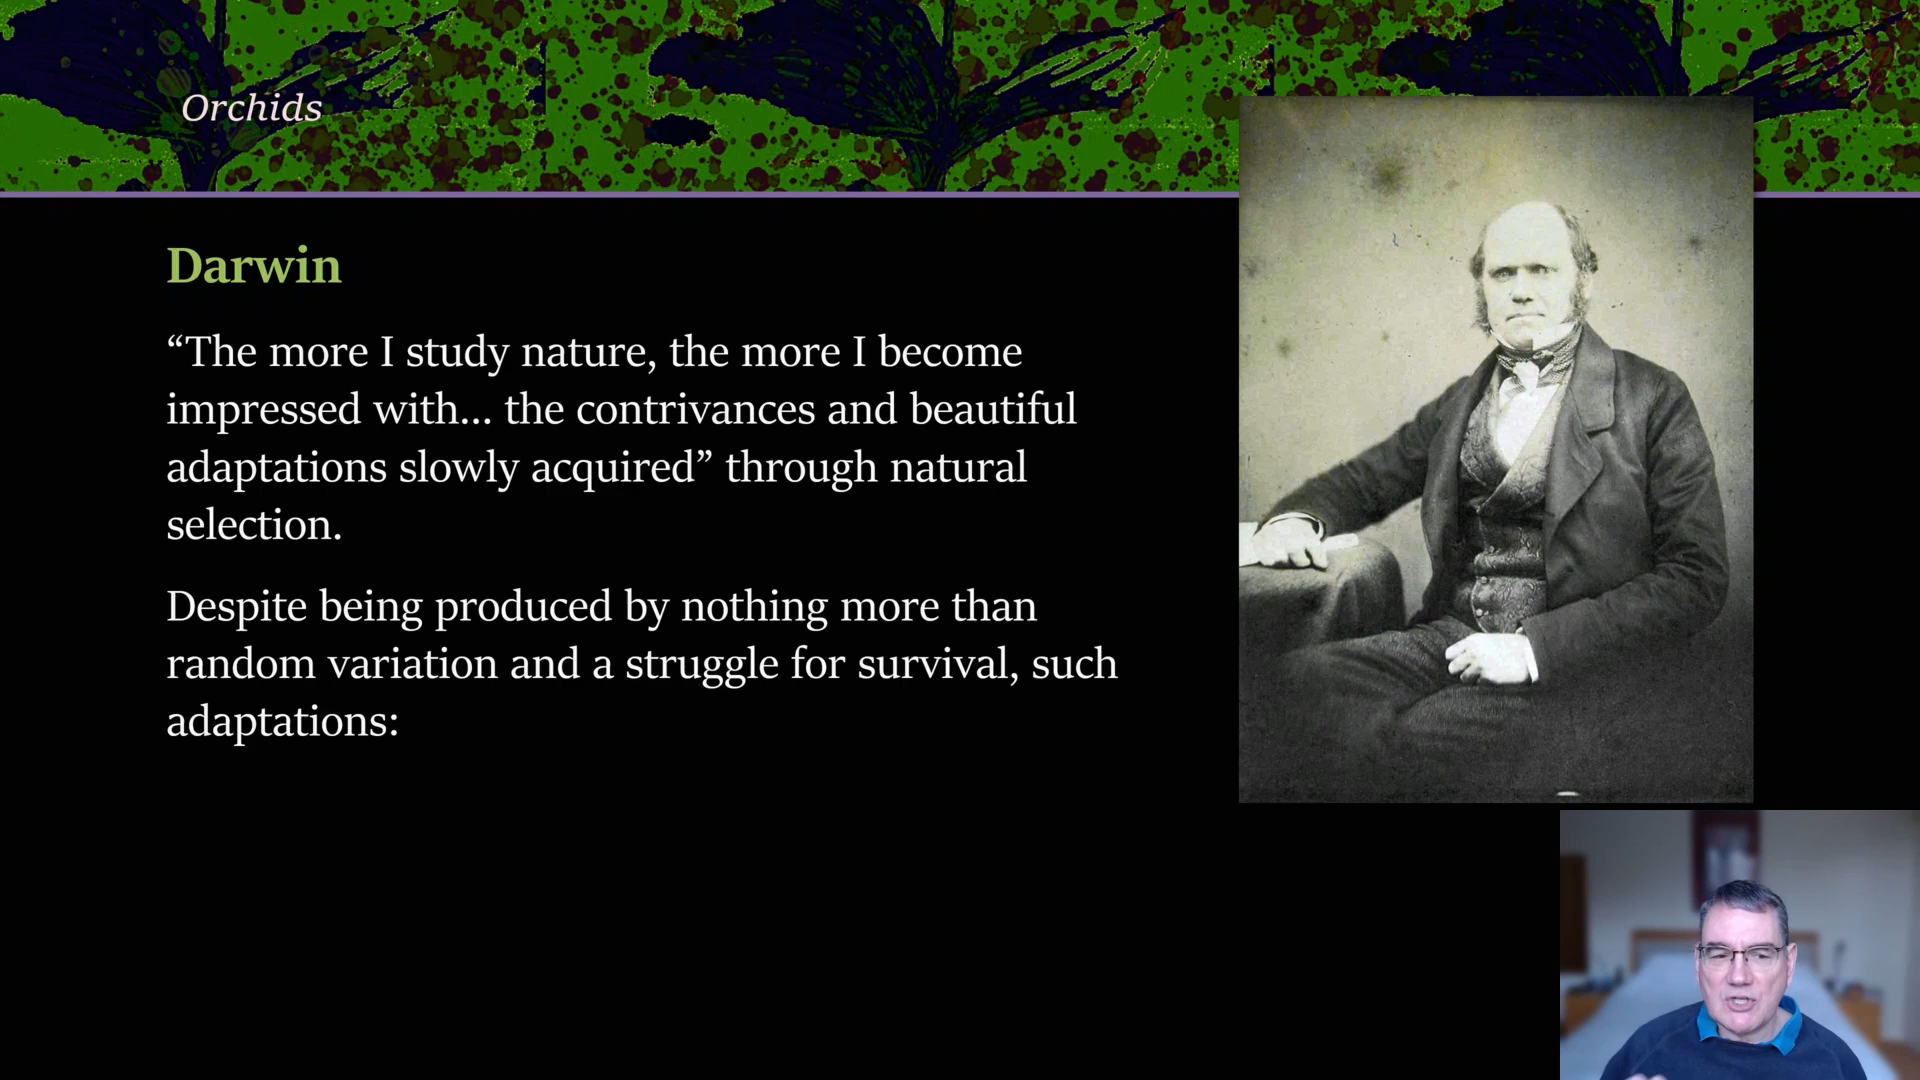 Orchids
Darwin
“The more I study nature, the more I become
impressed with... the contrivances and beautiful
adaptations slowly acquired” through natural
selection.
Despite being produced by nothing more than
random variation and a struggle for survival, such
adaptations: